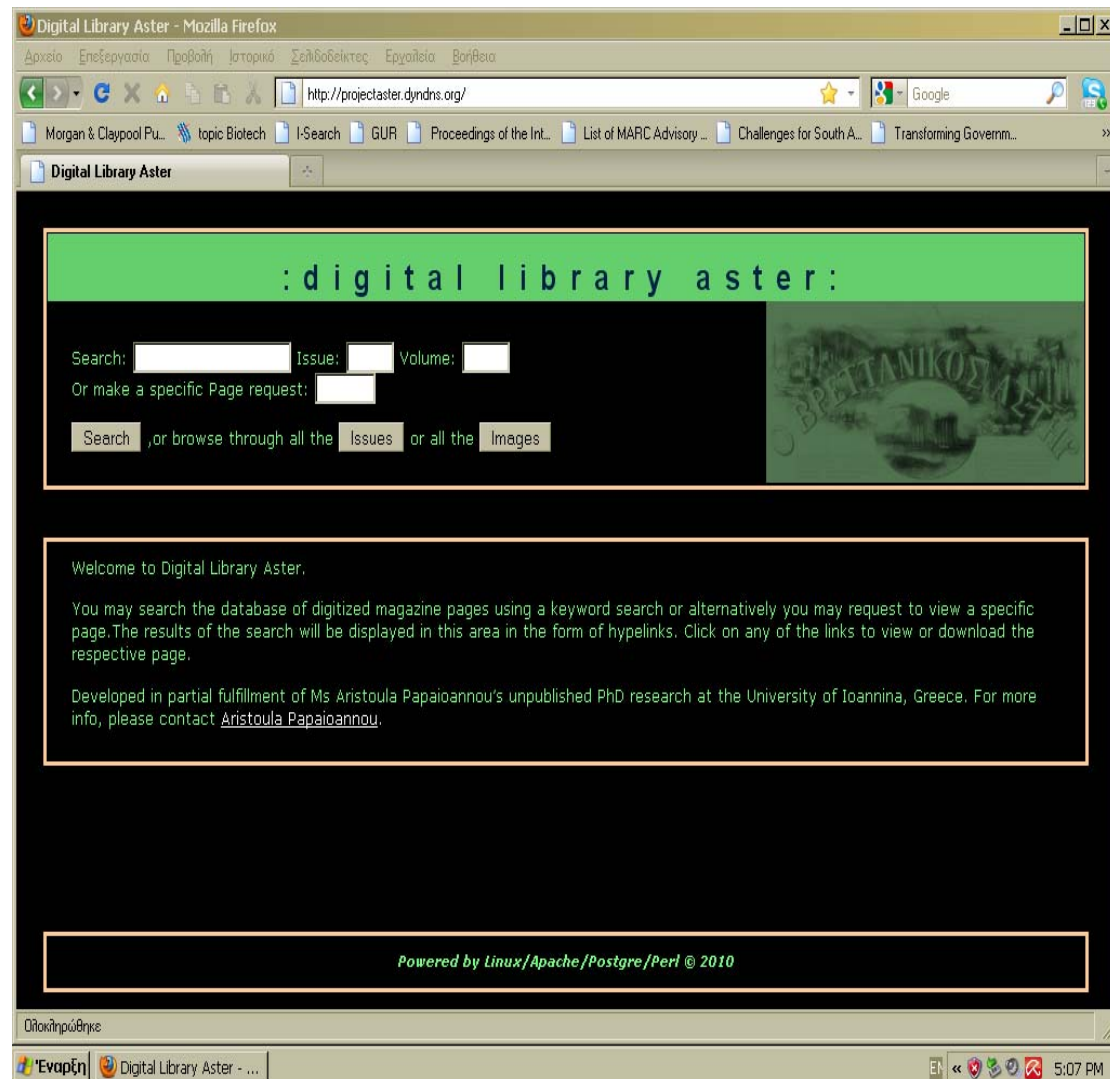 Digital Library Aster - Mozilla Firefox
Αρχείο Επεξεργασία Προβολή Ιστορικό Σελιδοδείκτες Εργαλεία Βοήθεια
http://projectaster.dyndns.org/ Google
Morgan & Claypool Pu... topic Biotech I-Search GUR Proceedings of the Int... List of MARC Advisory ... Challenges for South A... Transforming Governm... »
Digital Library Aster
:digital library aster:
Ο ΒΡΕΤΤΑΝΙΚΟΣ ΑΣΤΗΡ
Search: Issue: Volume:
Or make a specific Page request:
Search ,or browse through all the Issues or all the Images
Welcome to Digital Library Aster.
You may search the database of digitized magazine pages using a keyword search or alternatively you may request to view a specific
page.The results of the search will be displayed in this area in the form of hypelinks. Click on any of the links to view or download the
respective page.
Developed in partial fulfillment of Ms Aristoula Papaioannou's unpublished PhD research at the University of Ioannina, Greece. For more
info, please contact Aristoula Papaioannou.
Powered by Linux/Apache/Postgre/Perl © 2010
Ολοκληρώθηκε
Έναρξη Digital Library Aster - ... EN « 5:07 PM